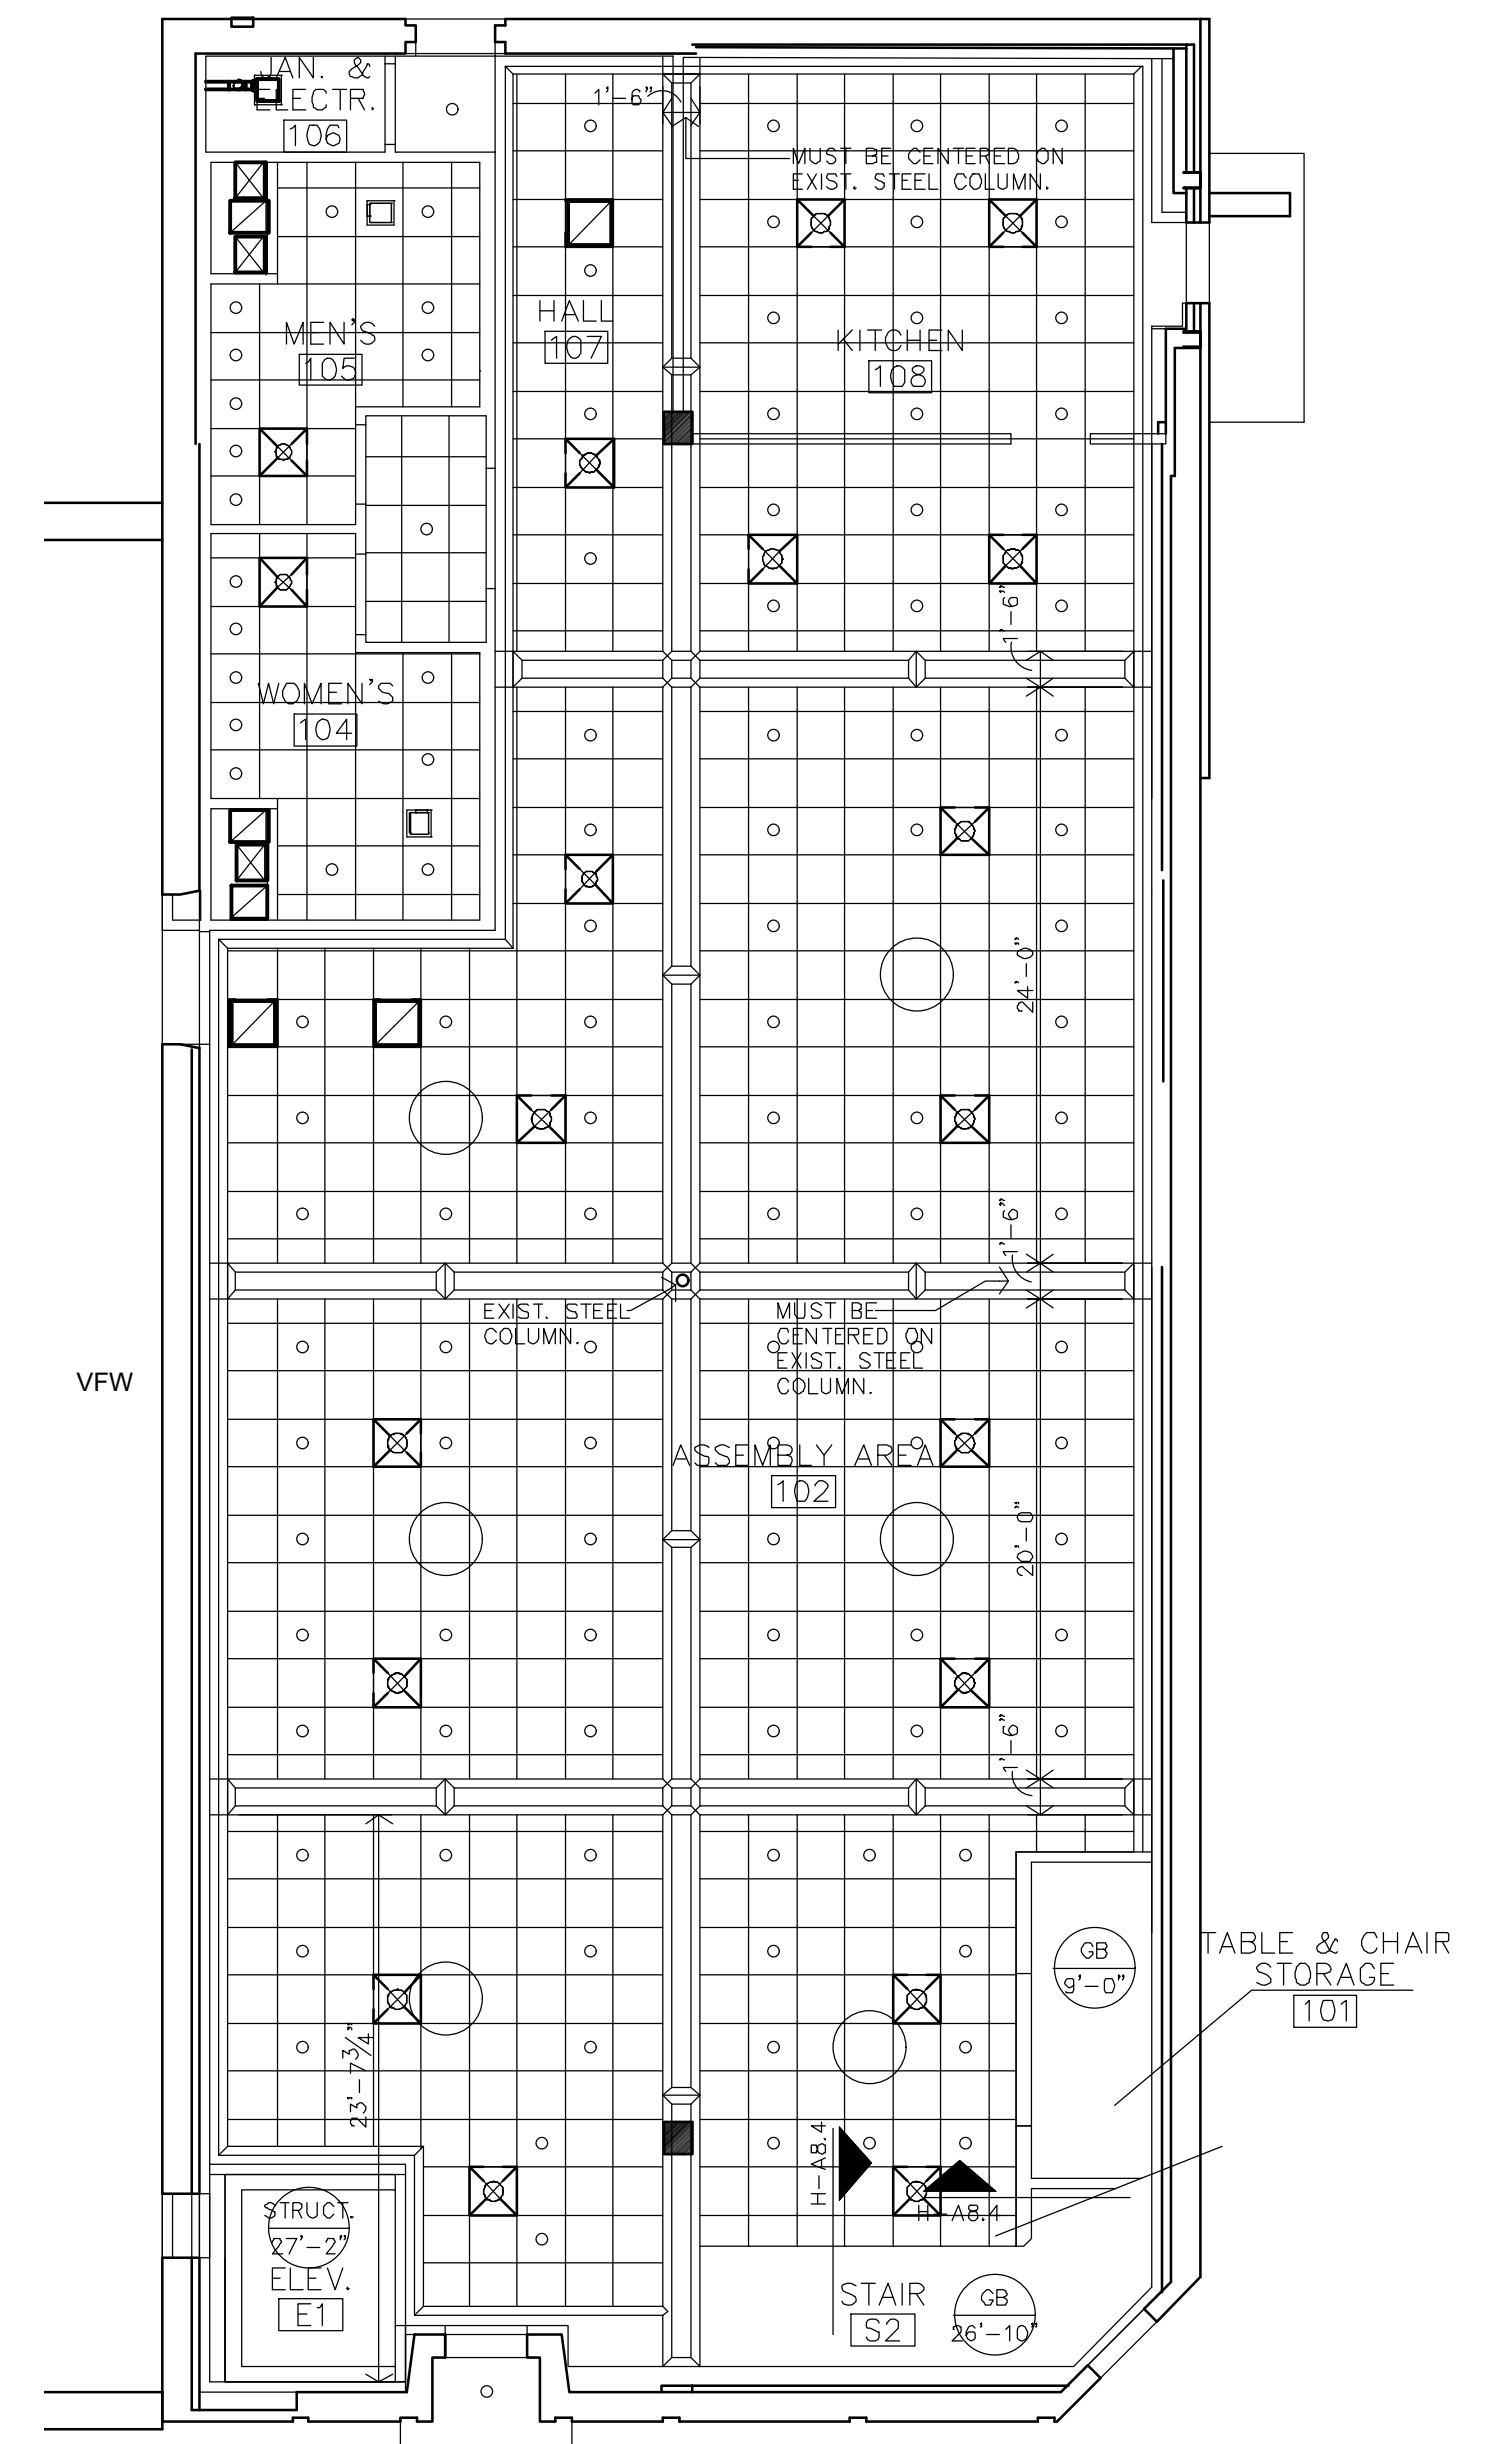 JAN. &
ELECTR.
106
1'-6"
MUST BE CENTERED ON
EXIST. STEEL COLUMN.
HALL
107
MEN'S
105
KITCHEN
108
1'-6"
WOMEN'S
104
24'-0"
1'-6"
EXIST. STEEL
COLUMN.
MUST BE
CENTERED ON
EXIST. STEEL
COLUMN.
VFW
ASSEMBLY AREA
102
20'-0"
1'-6"
TABLE & CHAIR
STORAGE
101
GB
9'-0"
23'-7 3/4"
H-A8.4
H-A8.4
STRUCT.
27'-2"
ELEV.
E1
STAIR
S2
GB
26'-10"